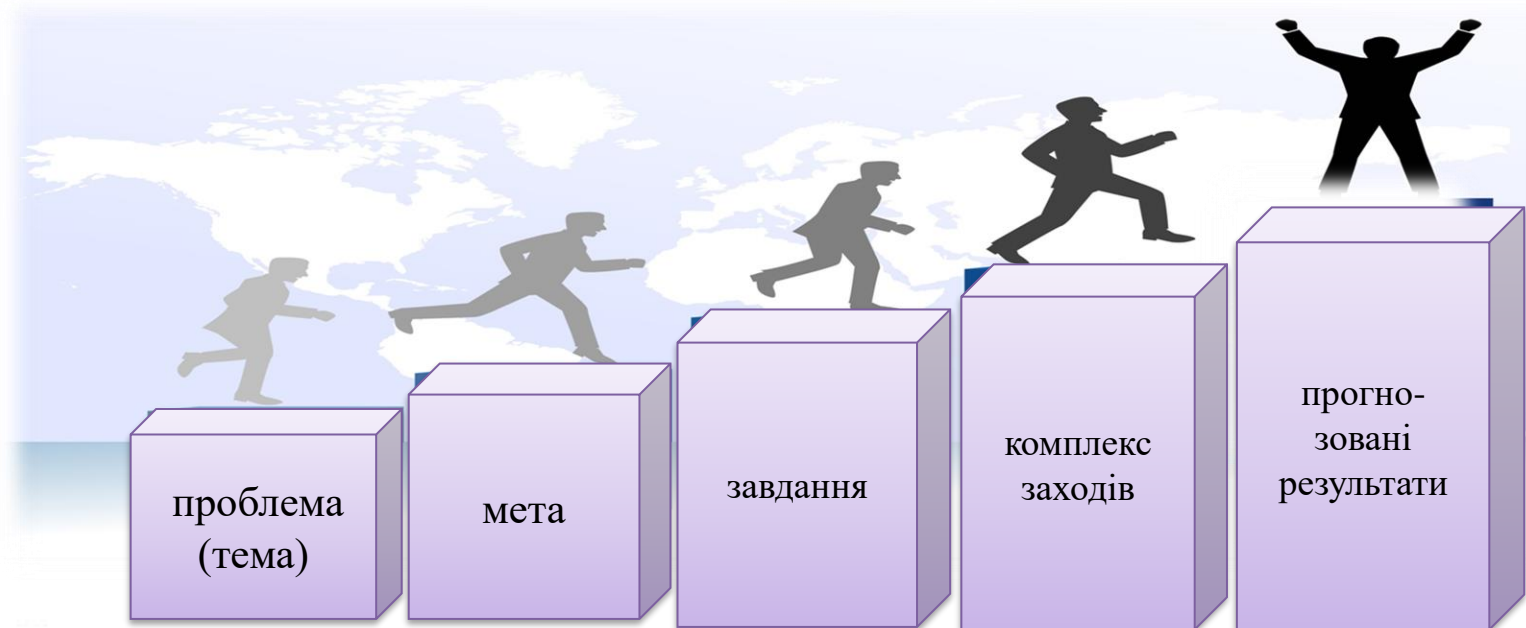 проблема
(тема)
мета
завдання
комплекс
заходів
прогно-
зовані
результати